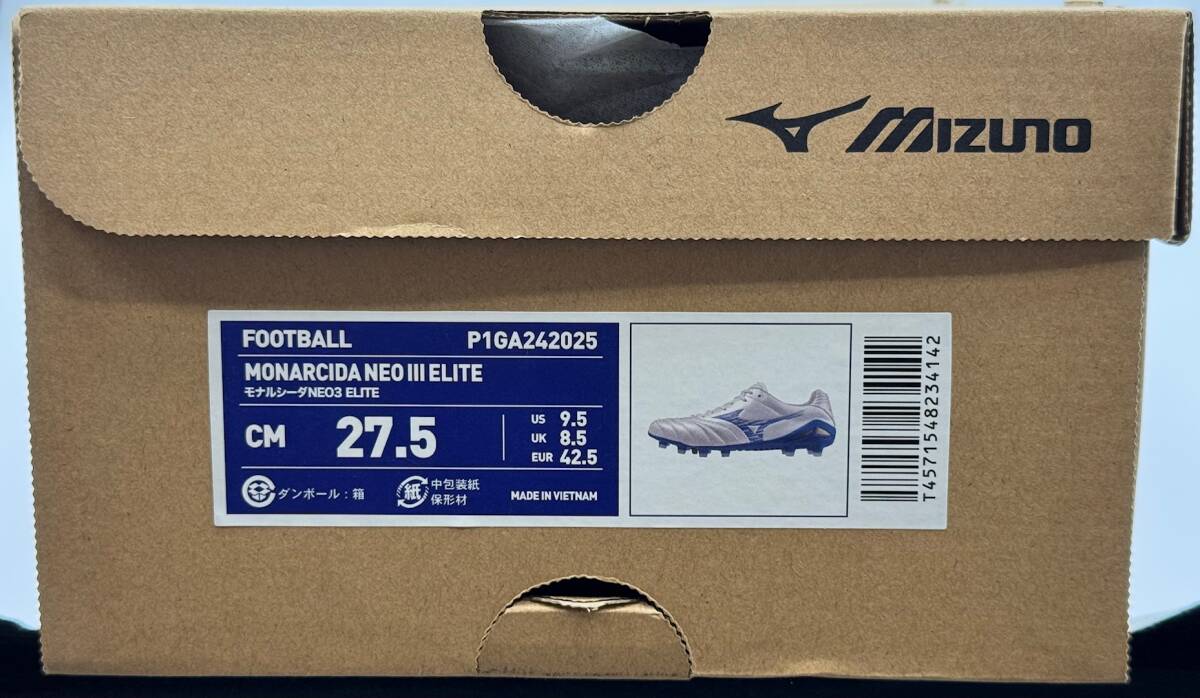 MIZUNO
FOOTBALL P1GA242025
MONARCIDA NEO III ELITE
モナルシーダNEO3 ELITE
CM 27.5
US 9.5
UK 8.5
EUR 42.5
ダンボール:箱
紙 中包装紙
保形材
MADE IN VIETNAM
T4571548234142